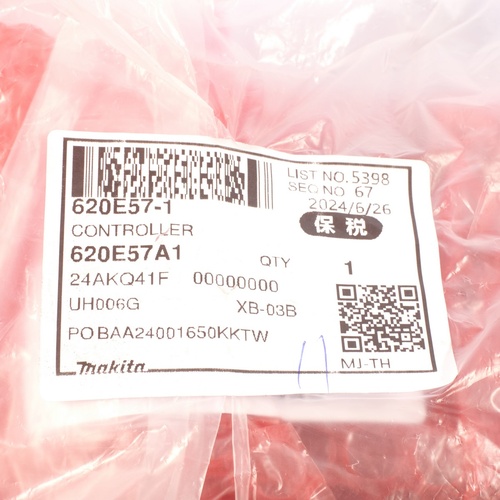 LIST NO.5398
SEQ NO 67
2024/6/26
保税
620E57-1
CONTROLLER
620E57A1
QTY
1
24AKQ41F 00000000
UH006G XB-03B
PO BAA24001650KKTW
makita
MJ-TH